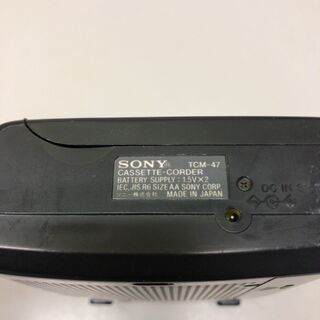 SONY TCM-47
CASSETTE-CORDER
BATTERY SUPPLY : 1.5V×2
IEC, JIS R6 SIZE AA SONY CORP.
ソニー株式会社 MADE IN JAPAN
DC IN